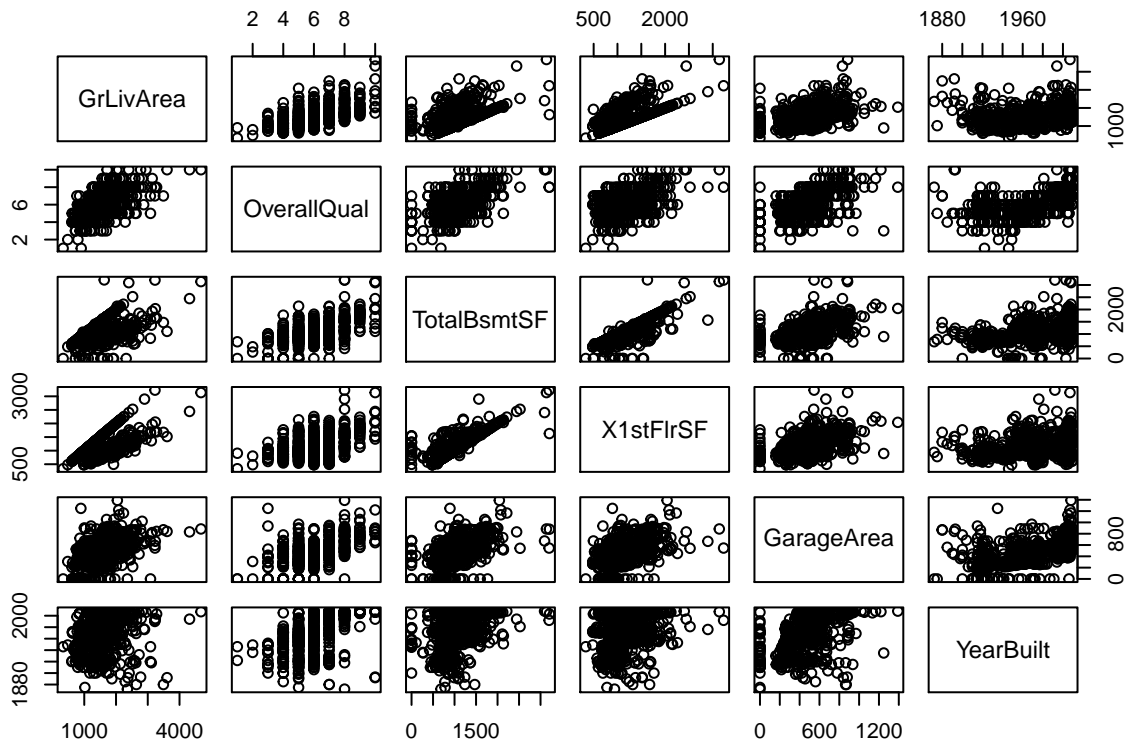 2 4 6 8
500 2000
1880 1960
GrLivArea
1000
OverallQual
2 6
TotalBsmtSF
0 2000
X1stFlrSF
500 3000
GarageArea
0 800
YearBuilt
1880 2000
1000 4000
0 1500
0 600 1200